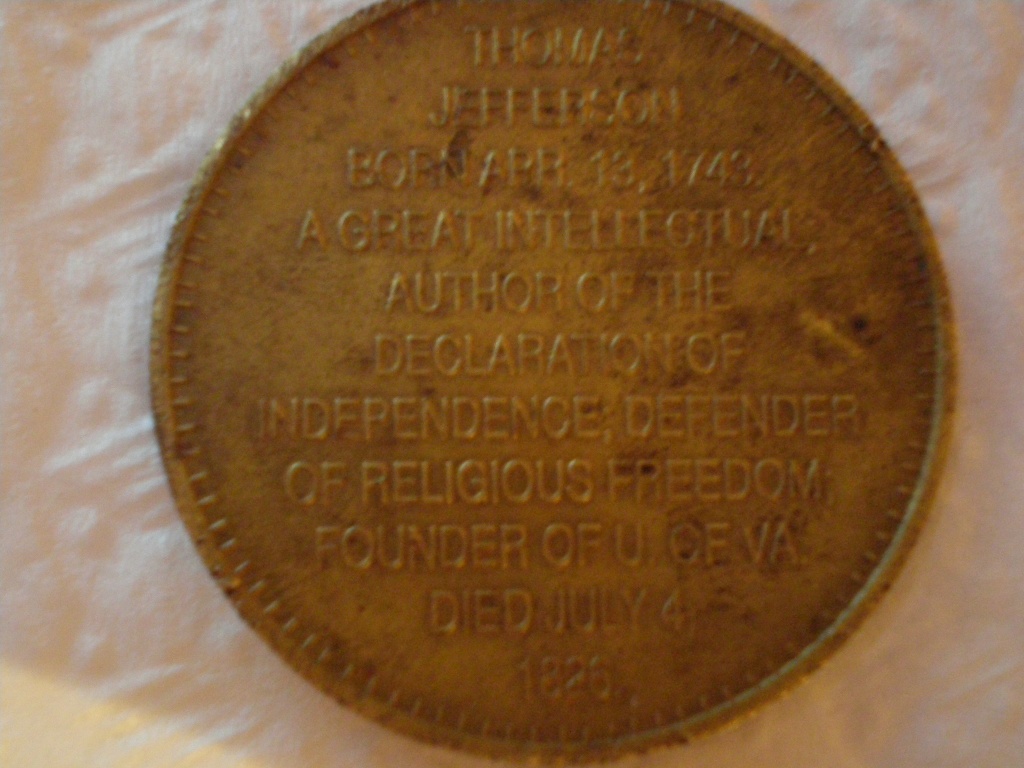 THOMAS
JEFFERSON
BORN APR. 13, 1743.
A GREAT INTELLECTUAL;
AUTHOR OF THE
DECLARATION OF
INDEPENDENCE; DEFENDER
OF RELIGIOUS FREEDOM;
FOUNDER OF U. OF VA.
DIED JULY 4,
1826.